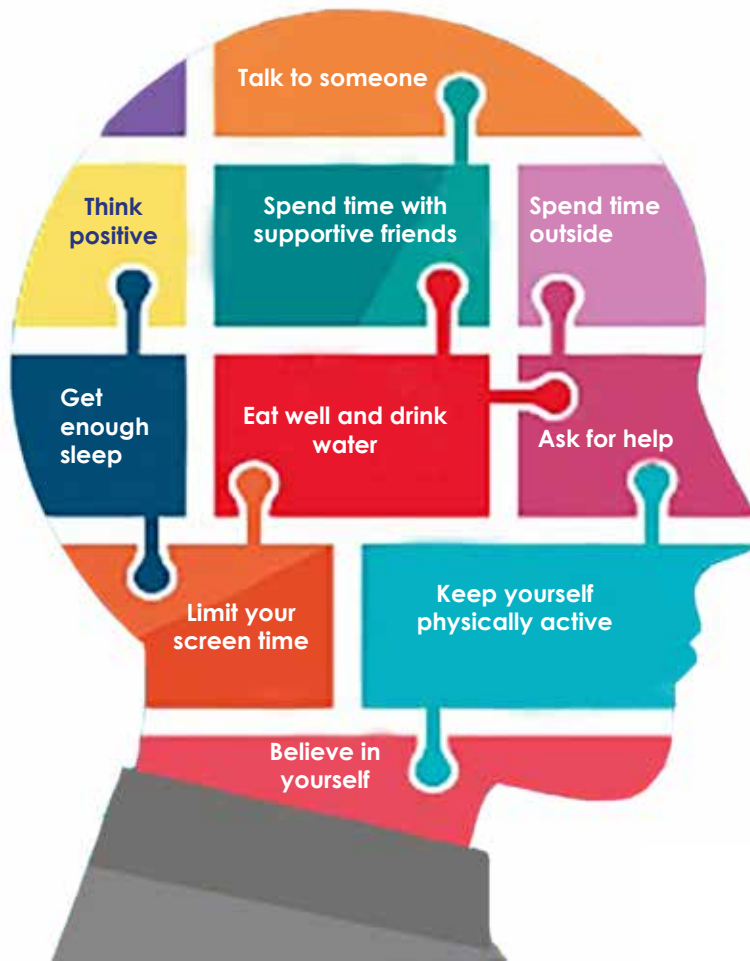 Talk to someone
Think
positive
Spend time with
supportive friends
Spend time
outside
Get
enough
sleep
Eat well and drink
water
Ask for help
Limit your
screen time
Keep yourself
physically active
Believe in
yourself